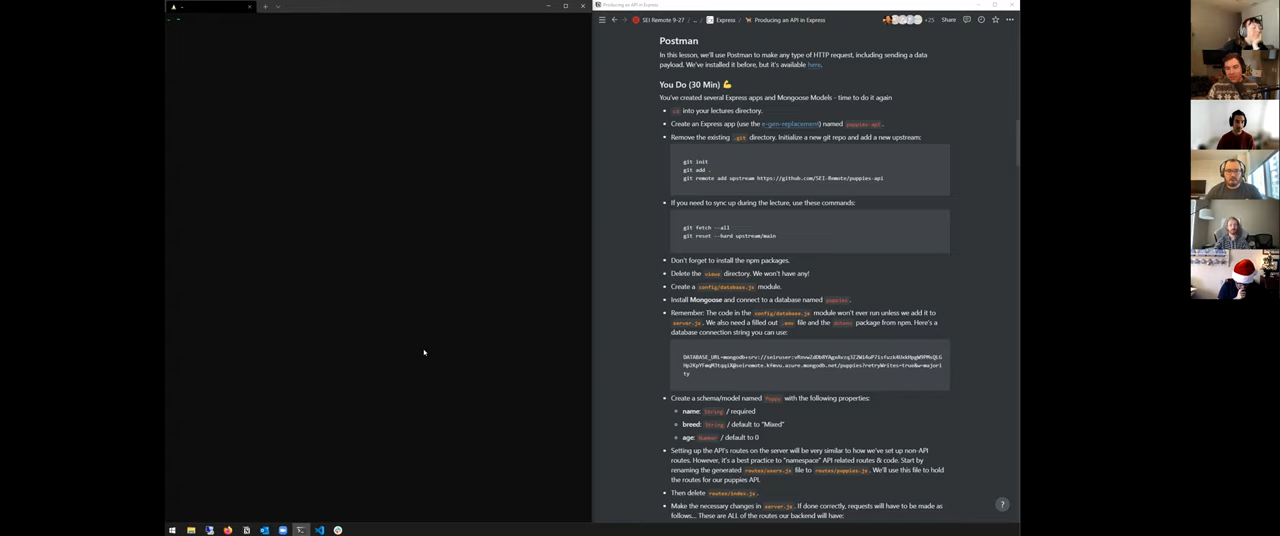 Producing an API in Express
SEI Remote 9-27 / ... / Express / Producing an API in Express
+25
Share
Postman
In this lesson, we'll use Postman to make any type of HTTP request, including sending a data
payload. We've installed it before, but it's available here.
You Do (30 Min) 💪
You've created several Express apps and Mongoose Models - time to do it again
• cd into your lectures directory.
• Create an Express app (use the e-gen-replacement) named puppies-api.
• Remove the existing .git directory. Initialize a new git repo and add a new upstream:
git init
git add .
git remote add upstream https://github.com/SEI-Remote/puppies-api
• If you need to sync up during the lecture, use these commands:
git fetch --all
git reset --hard upstream/main
• Don't forget to install the npm packages.
• Delete the views directory. We won't have any!
• Create a config/database.js module.
• Install Mongoose and connect to a database named puppies.
• Remember: The code in the config/database.js module won't ever run unless we add it to
server.js. We also need a filled out .env file and the dotenv package from npm. Here's a
database connection string you can use:
• Create a schema/model named Puppy with the following properties:
name: String / required
breed: String / default to "Mixed"
age: Number / default to 0
• Setting up the API's routes on the server will be very similar to how we've set up non-API
routes. However, it's a best practice to "namespace" API related routes & code. Start by
renaming the generated routes/users.js file to routes/puppies.js. We'll use this file to hold
the routes for our puppies API.
• Then delete routes/index.js.
• Make the necessary changes in server.js. If done correctly, requests will have to be made as
follows... These are ALL of the routes our backend will have: